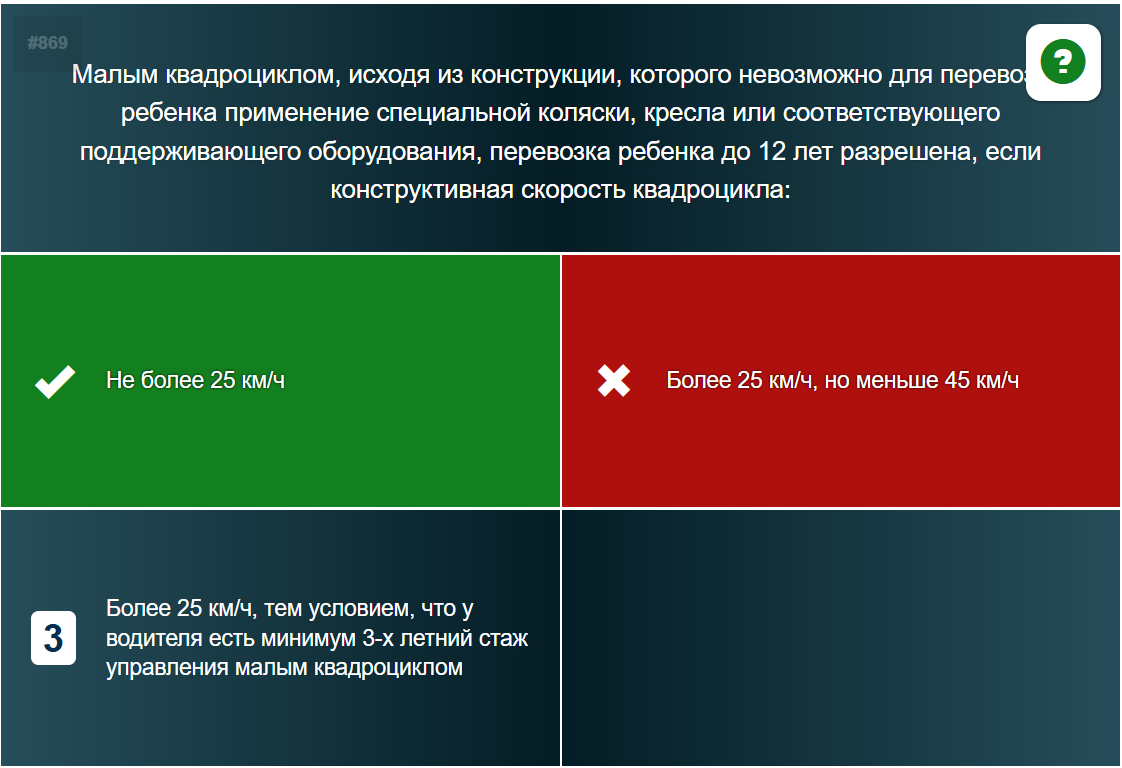 #869
Малым квадроциклом, исходя из конструкции, которого невозможно для
ребенка применение специальной коляски, кресла или соответствующего
поддерживающего оборудования, перевозка ребенка до 12 лет разрешена, если
конструктивная скорость квадроцикла:
?
Не более 25 км/ч
Более 25 км/ч, но меньше 45 км/ч
3
Более 25 км/ч, тем условием, что у
водителя есть минимум 3-х летний стаж
управления малым квадроциклом